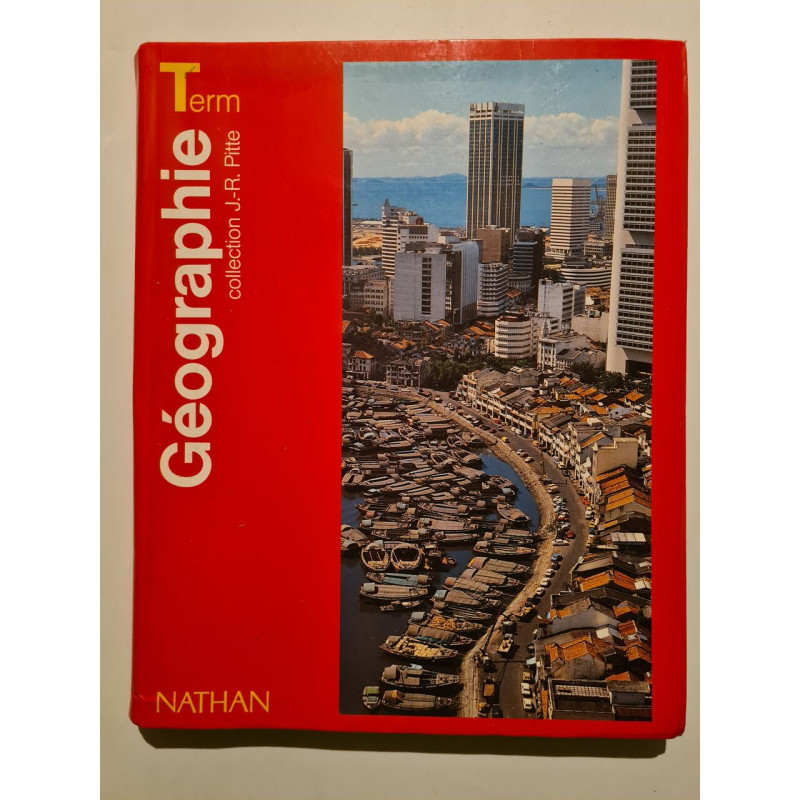 Term
Géographie
collection J.-R. Pitte
NATHAN